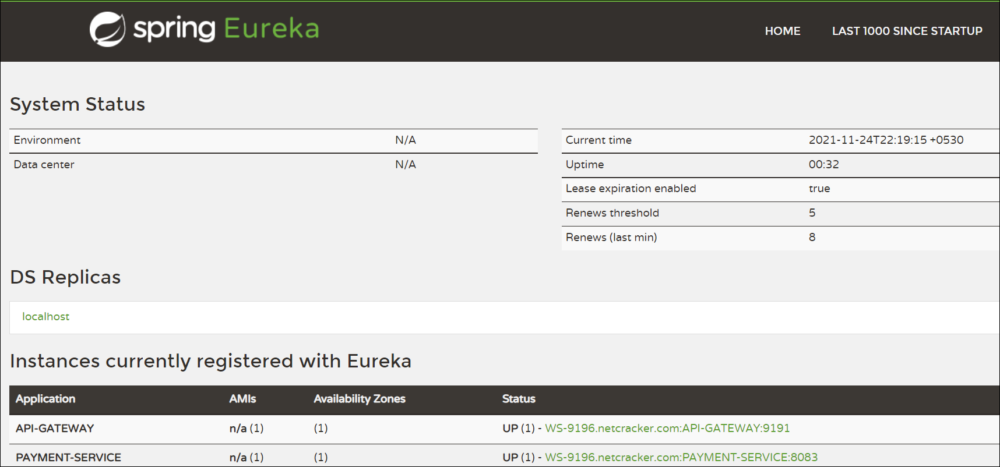 spring Eureka
HOME LAST 1000 SINCE STARTUP
System Status
Environment N/A
Data center N/A
Current time 2021-11-24T22:19:15 +0530
Uptime 00:32
Lease expiration enabled true
Renews threshold 5
Renews (last min) 8
DS Replicas
localhost
Instances currently registered with Eureka
Application AMIs Availability Zones Status
API-GATEWAY n/a (1) (1) UP (1) - WS-9196.netcracker.com:API-GATEWAY:9191
PAYMENT-SERVICE n/a (1) (1) UP (1) - WS-9196.netcracker.com:PAYMENT-SERVICE:8083